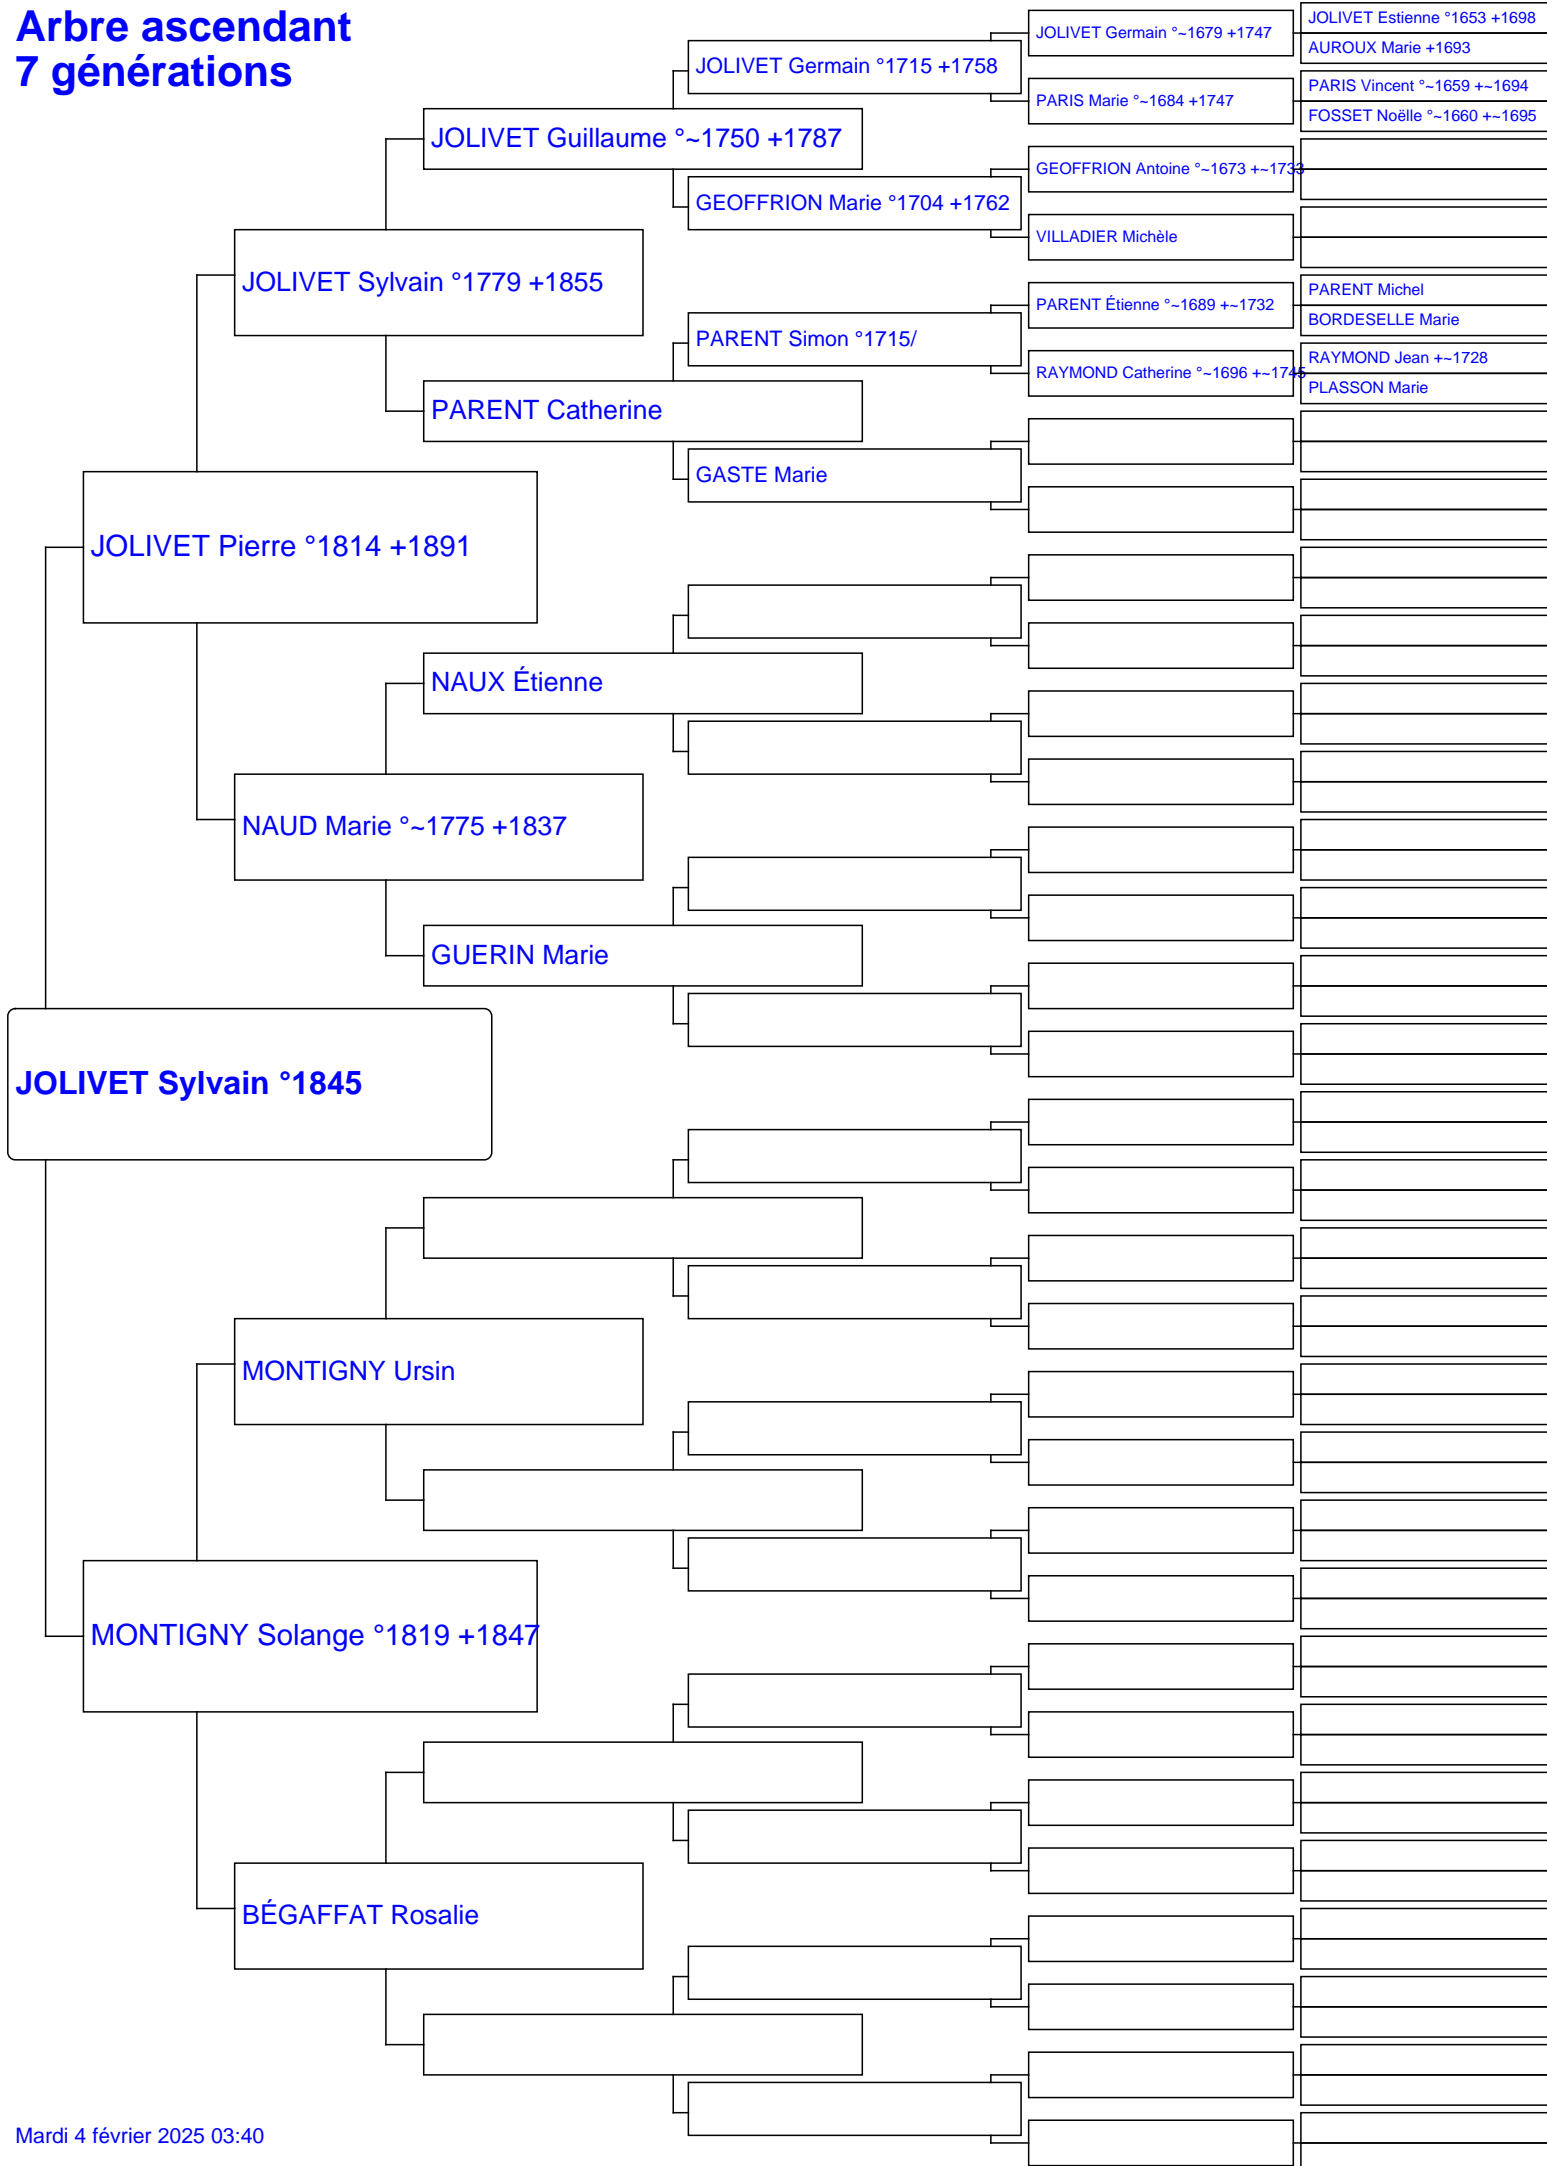 Arbre ascendant
7 générations
JOLIVET Estienne °1653 +1698
JOLIVET Germain °~1679 +1747
AUROUX Marie +1693
JOLIVET Germain °1715 +1758
PARIS Vincent °~1659 +~1694
PARIS Marie °~1684 +1747
FOSSET Noëlle °~1660 +~1695
JOLIVET Guillaume °~1750 +1787
GEOFFRION Antoine °~1673 +~1733
GEOFFRION Marie °1704 +1762
VILLADIER Michèle
JOLIVET Sylvain °1779 +1855
PARENT Michel
PARENT Étienne °~1689 +~1732
BORDESELLE Marie
PARENT Simon °1715/
RAYMOND Jean +~1728
RAYMOND Catherine °~1696 +~1745
PLASSON Marie
PARENT Catherine
GASTE Marie
JOLIVET Pierre °1814 +1891
NAUX Étienne
NAUD Marie °~1775 +1837
GUERIN Marie
JOLIVET Sylvain °1845
MONTIGNY Ursin
MONTIGNY Solange °1819 +1847
BÉGAFFAT Rosalie
Mardi 4 février 2025 03:40